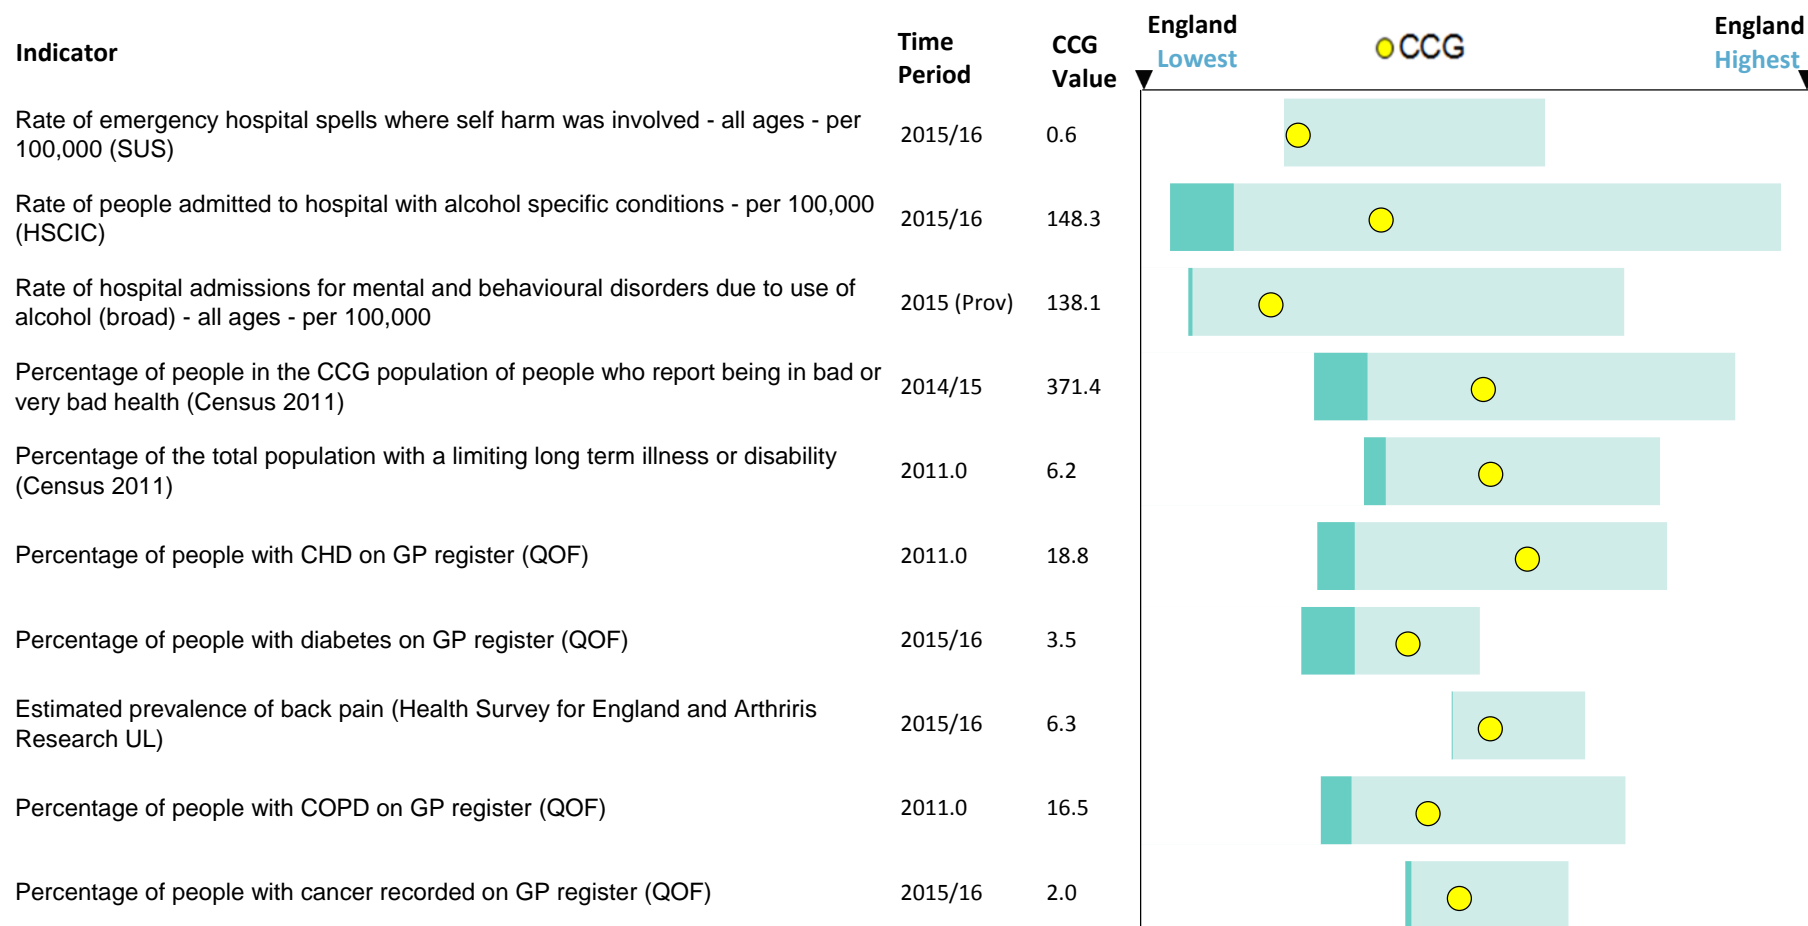 Indicator
Time
Period
CCG
Value
England
Lowest
CCG
England
Highest
Rate of emergency hospital spells where self harm was involved - all ages - per
100,000 (SUS)
2015/16
0.6
Rate of people admitted to hospital with alcohol specific conditions - per 100,000
(HSCIC)
2015/16
148.3
Rate of hospital admissions for mental and behavioural disorders due to use of
alcohol (broad) - all ages - per 100,000
2015 (Prov)
138.1
Percentage of people in the CCG population of people who report being in bad or
very bad health (Census 2011)
2014/15
371.4
Percentage of the total population with a limiting long term illness or disability
(Census 2011)
2011.0
6.2
Percentage of people with CHD on GP register (QOF)
2011.0
18.8
Percentage of people with diabetes on GP register (QOF)
2015/16
3.5
Estimated prevalence of back pain (Health Survey for England and Arthriris
Research UL)
2015/16
6.3
Percentage of people with COPD on GP register (QOF)
2011.0
16.5
Percentage of people with cancer recorded on GP register (QOF)
2015/16
2.0